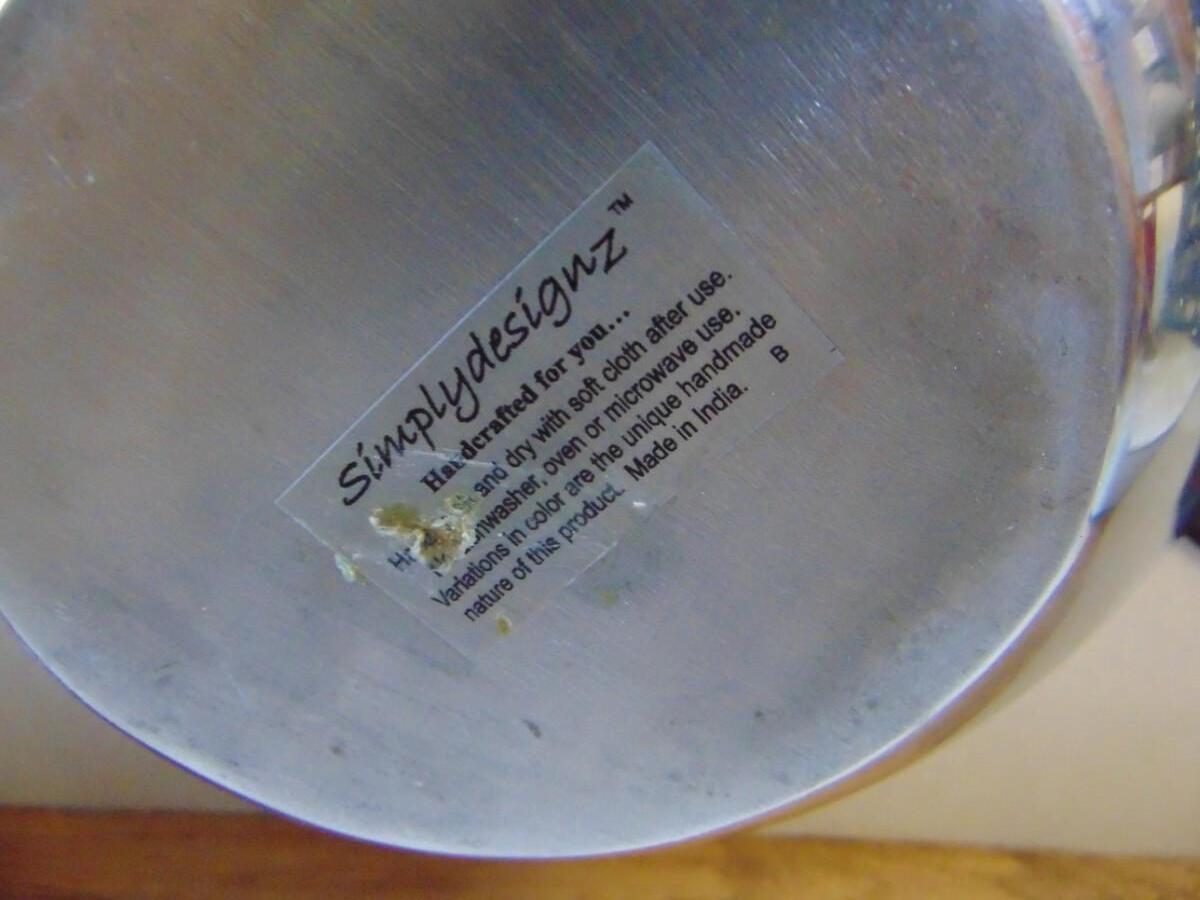 simplydesignz™
Handcrafted for you...
and dry with soft cloth after use.
oven or microwave use.
Variations in color are the unique handmade
nature of this product. Made in India.
B